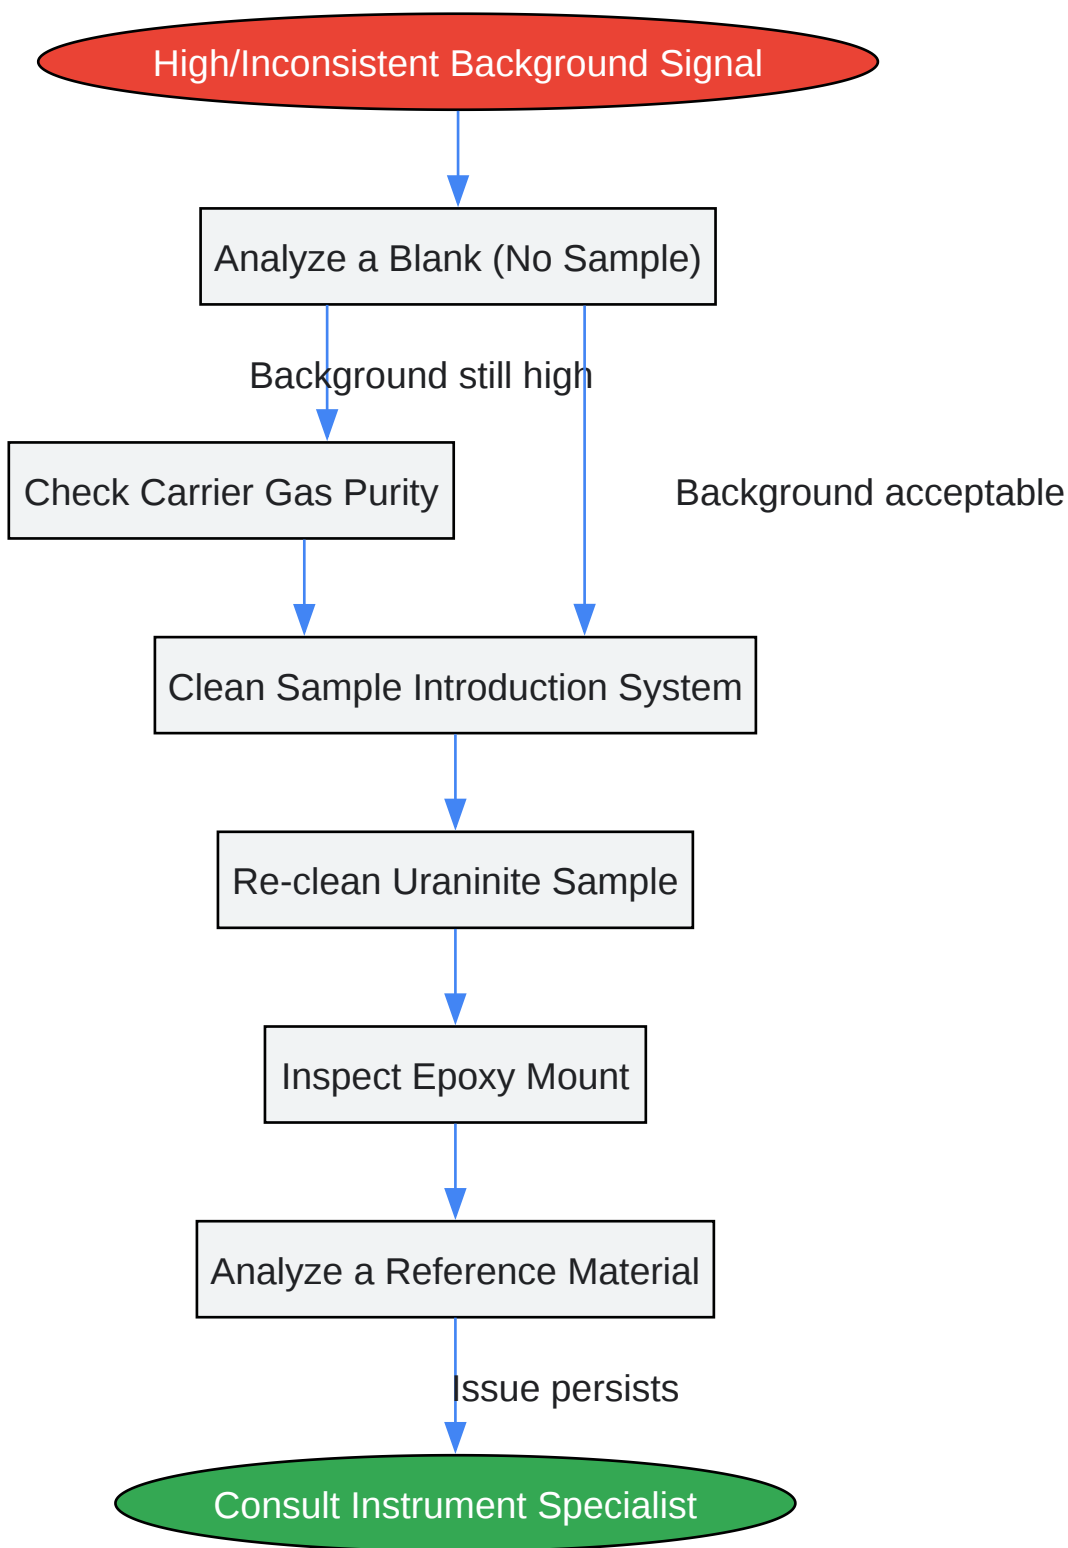 High/Inconsistent Background Signal
Analyze a Blank (No Sample)
Background still high
Check Carrier Gas Purity
Background acceptable
Clean Sample Introduction System
Re-clean Uraninite Sample
Inspect Epoxy Mount
Analyze a Reference Material
Issue persists
Consult Instrument Specialist